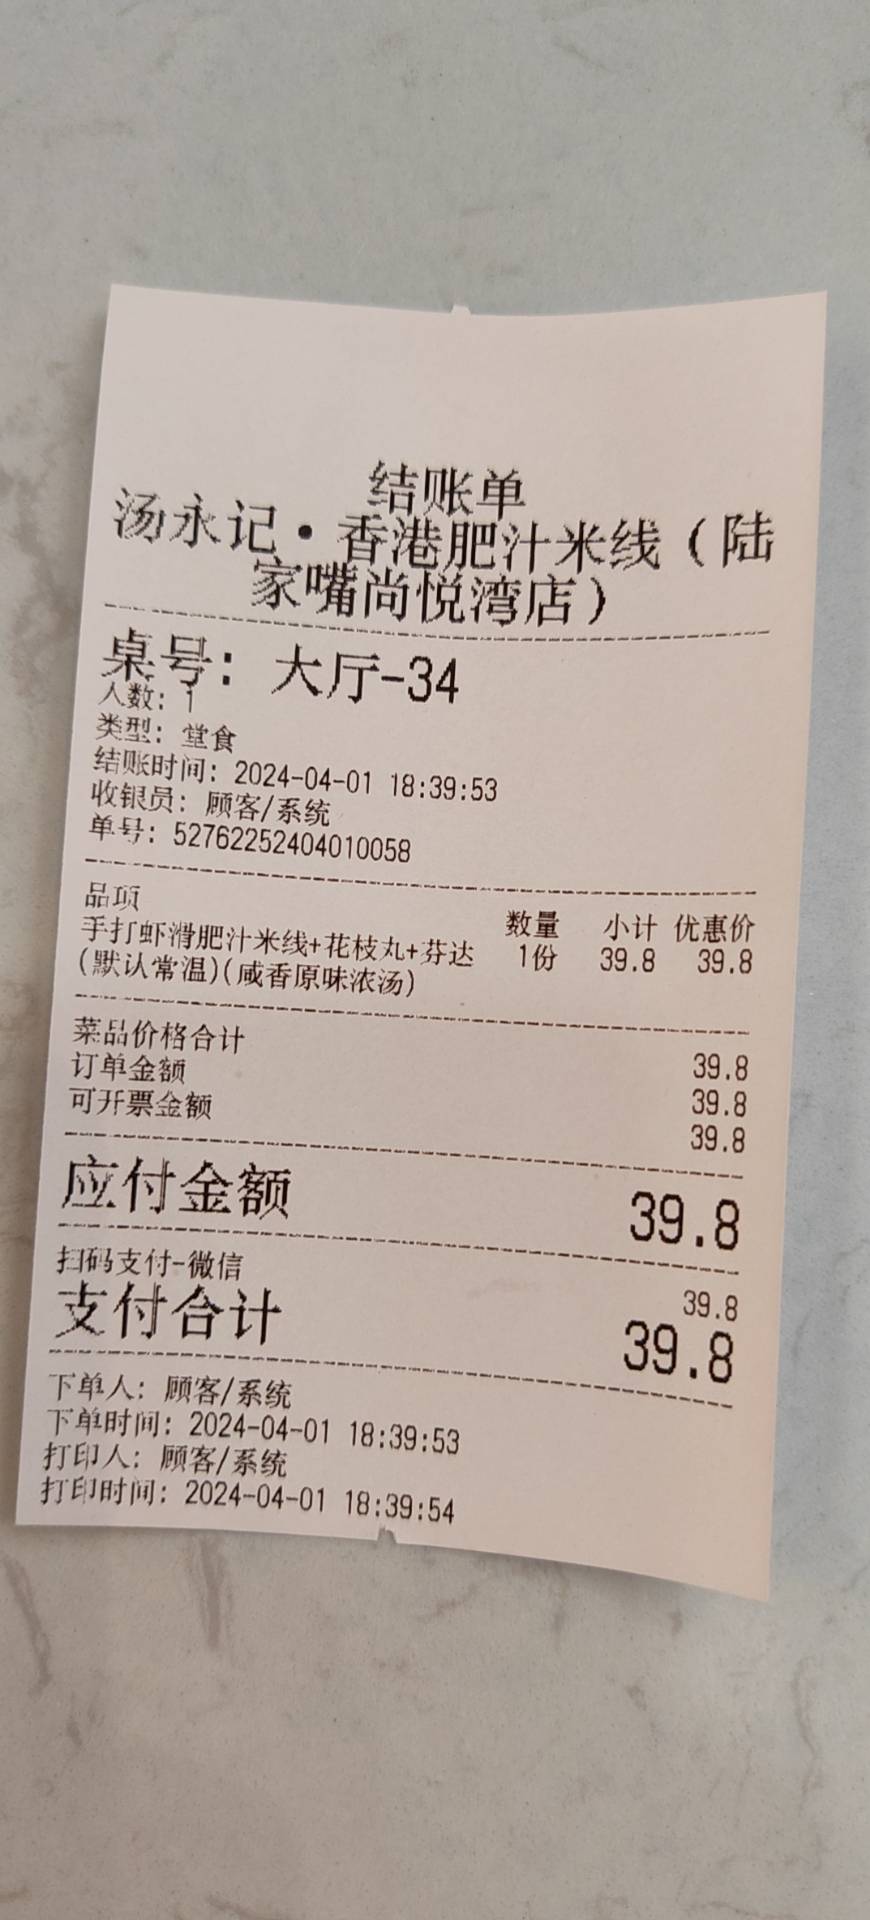 结账单
汤永记·香港肥汁米线（陆
家嘴尚悦湾店）
桌号：大厅-34
人数：1
类型：堂食
结账时间：2024-04-01 18:39:53
收银员：顾客/系统
单号：52762252404010058
品项 数量 小计 优惠价
手打虾滑肥汁米线+花枝丸+芬达 1份 39.8 39.8
(默认常温)(咸香原味浓汤)
菜品价格合计 39.8
订单金额 39.8
可开票金额 39.8
应付金额 39.8
扫码支付-微信 39.8
支付合计 39.8
下单人：顾客/系统
下单时间：2024-04-01 18:39:53
打印人：顾客/系统
打印时间：2024-04-01 18:39:54